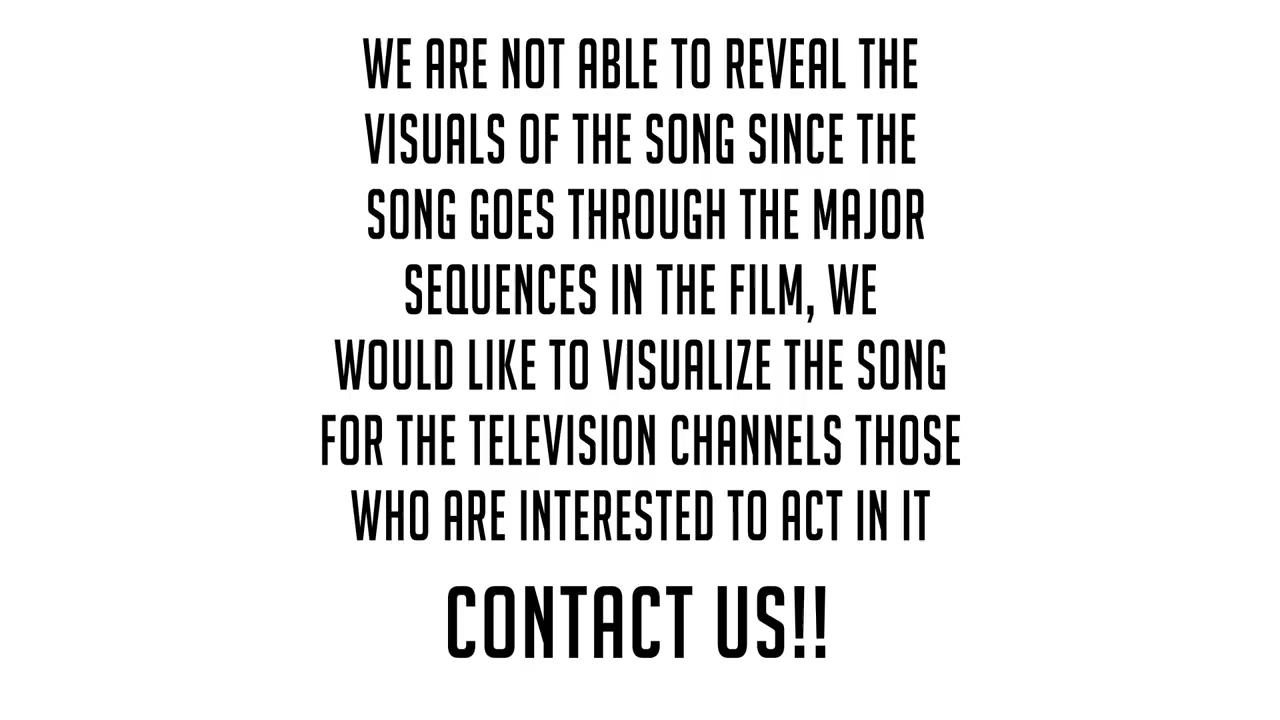 WE ARE NOT ABLE TO REVEAL THE
VISUALS OF THE SONG SINCE THE
SONG GOES THROUGH THE MAJOR
SEQUENCES IN THE FILM, WE
WOULD LIKE TO VISUALIZE THE SONG
FOR THE TELEVISION CHANNELS THOSE
WHO ARE INTERESTED TO ACT IN IT
CONTACT US!!